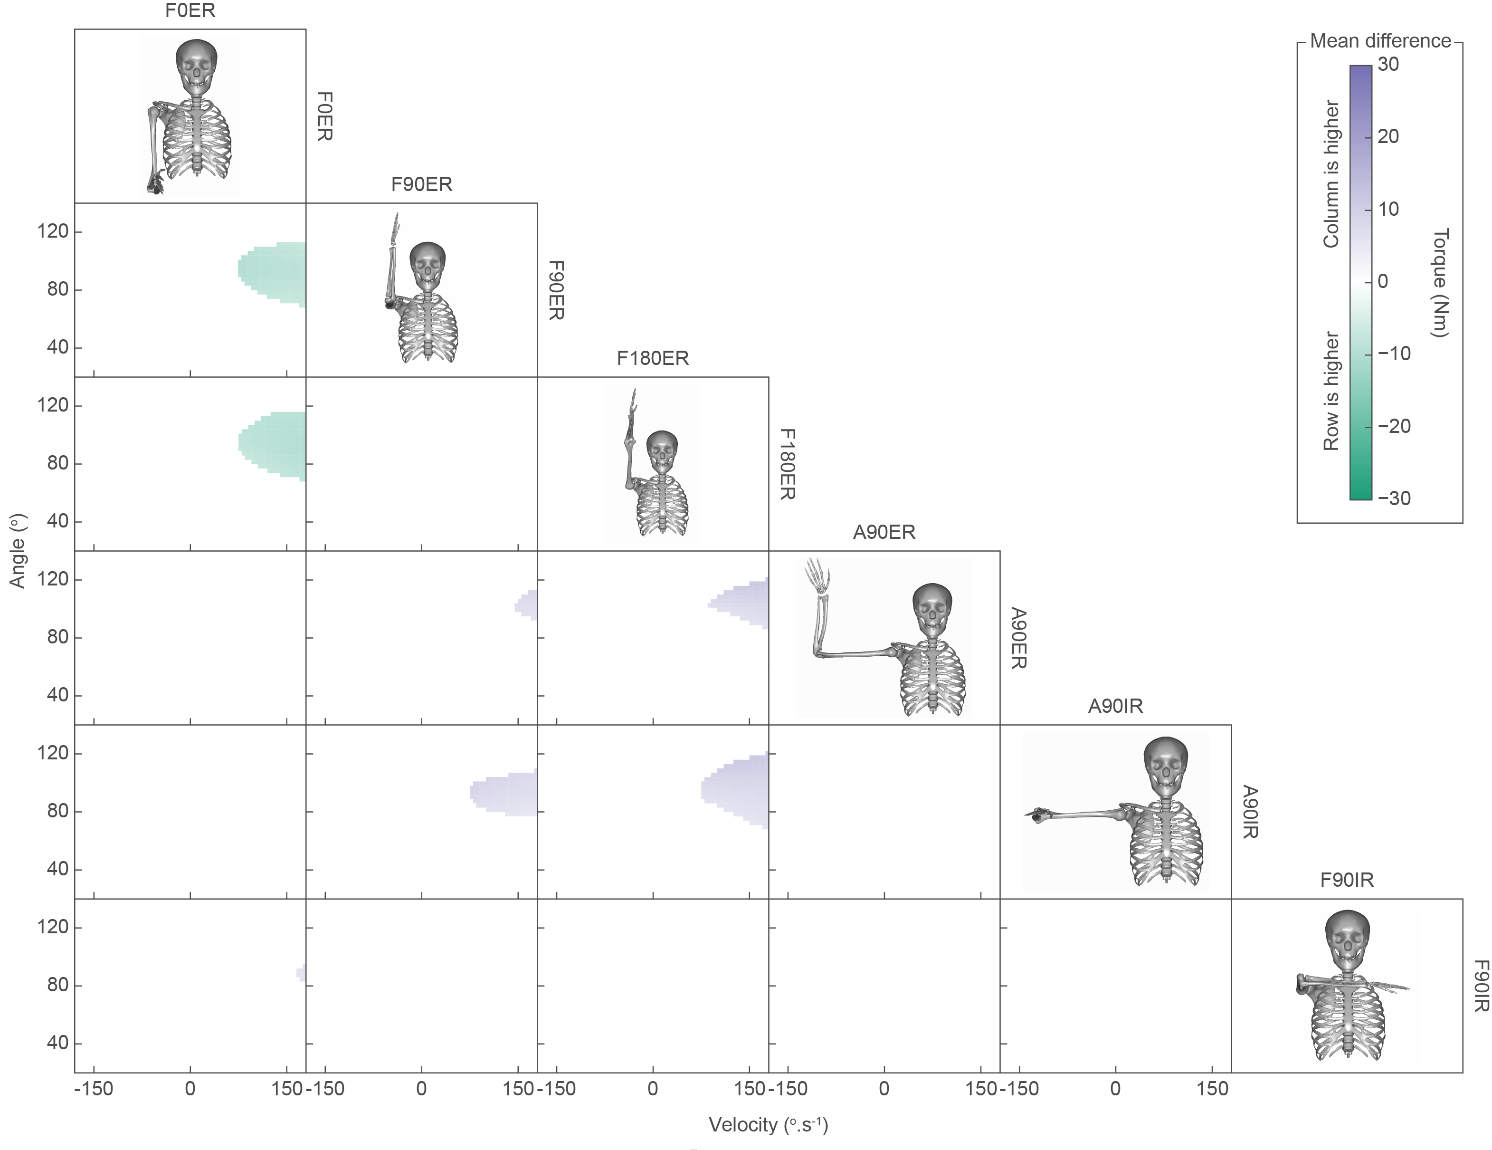 F0ER
F0ER
F90ER
F90ER
F180ER
F180ER
A90ER
A90ER
A90IR
A90IR
F90IR
F90IR
120
80
40
120
80
40
120
80
40
120
80
40
120
80
40
Angle (°)
-150 0 150 -150 0 150 -150 0 150 -150 0 150 -150 0 150
Velocity (°.s⁻¹)
Mean difference
30
20
10
0
−10
−20
−30
Column is higher
Row is higher
Torque (Nm)